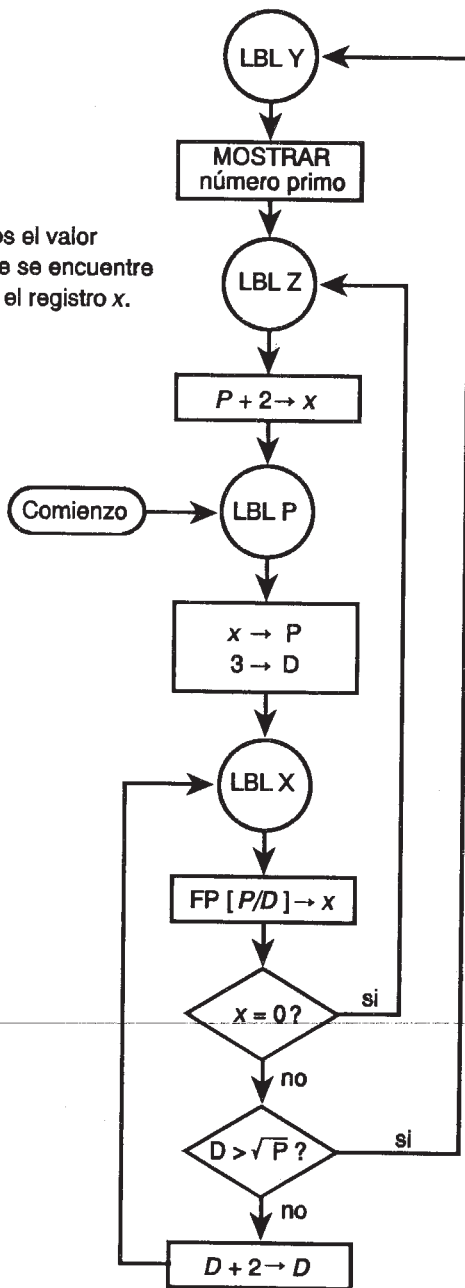 LBL Y
MOSTRAR
número primo
s el valor
e se encuentre
el registro x.
LBL Z
P + 2 → x
Comienzo
LBL P
x → P
3 → D
LBL X
FP [ P/D ] → x
x = 0 ?
si
no
D > √P ?
si
no
D + 2 → D